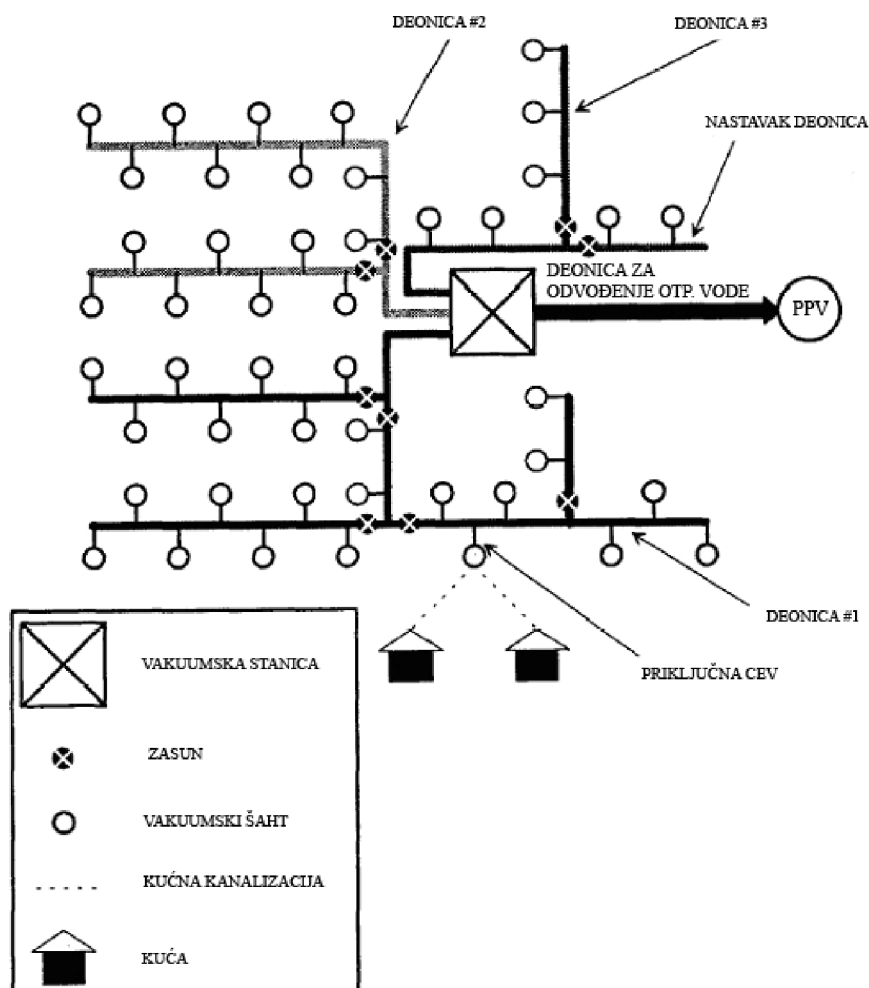 DEONICA #2
DEONICA #3
NASTAVAK DEONICA
DEONICA ZA
ODVOĐENJE OTP. VODE
PPV
DEONICA #1
PRIKLJUČNA CEV
VAKUUMSKA STANICA
ZASUN
VAKUUMSKI ŠAHT
KUĆNA KANALIZACIJA
KUĆA